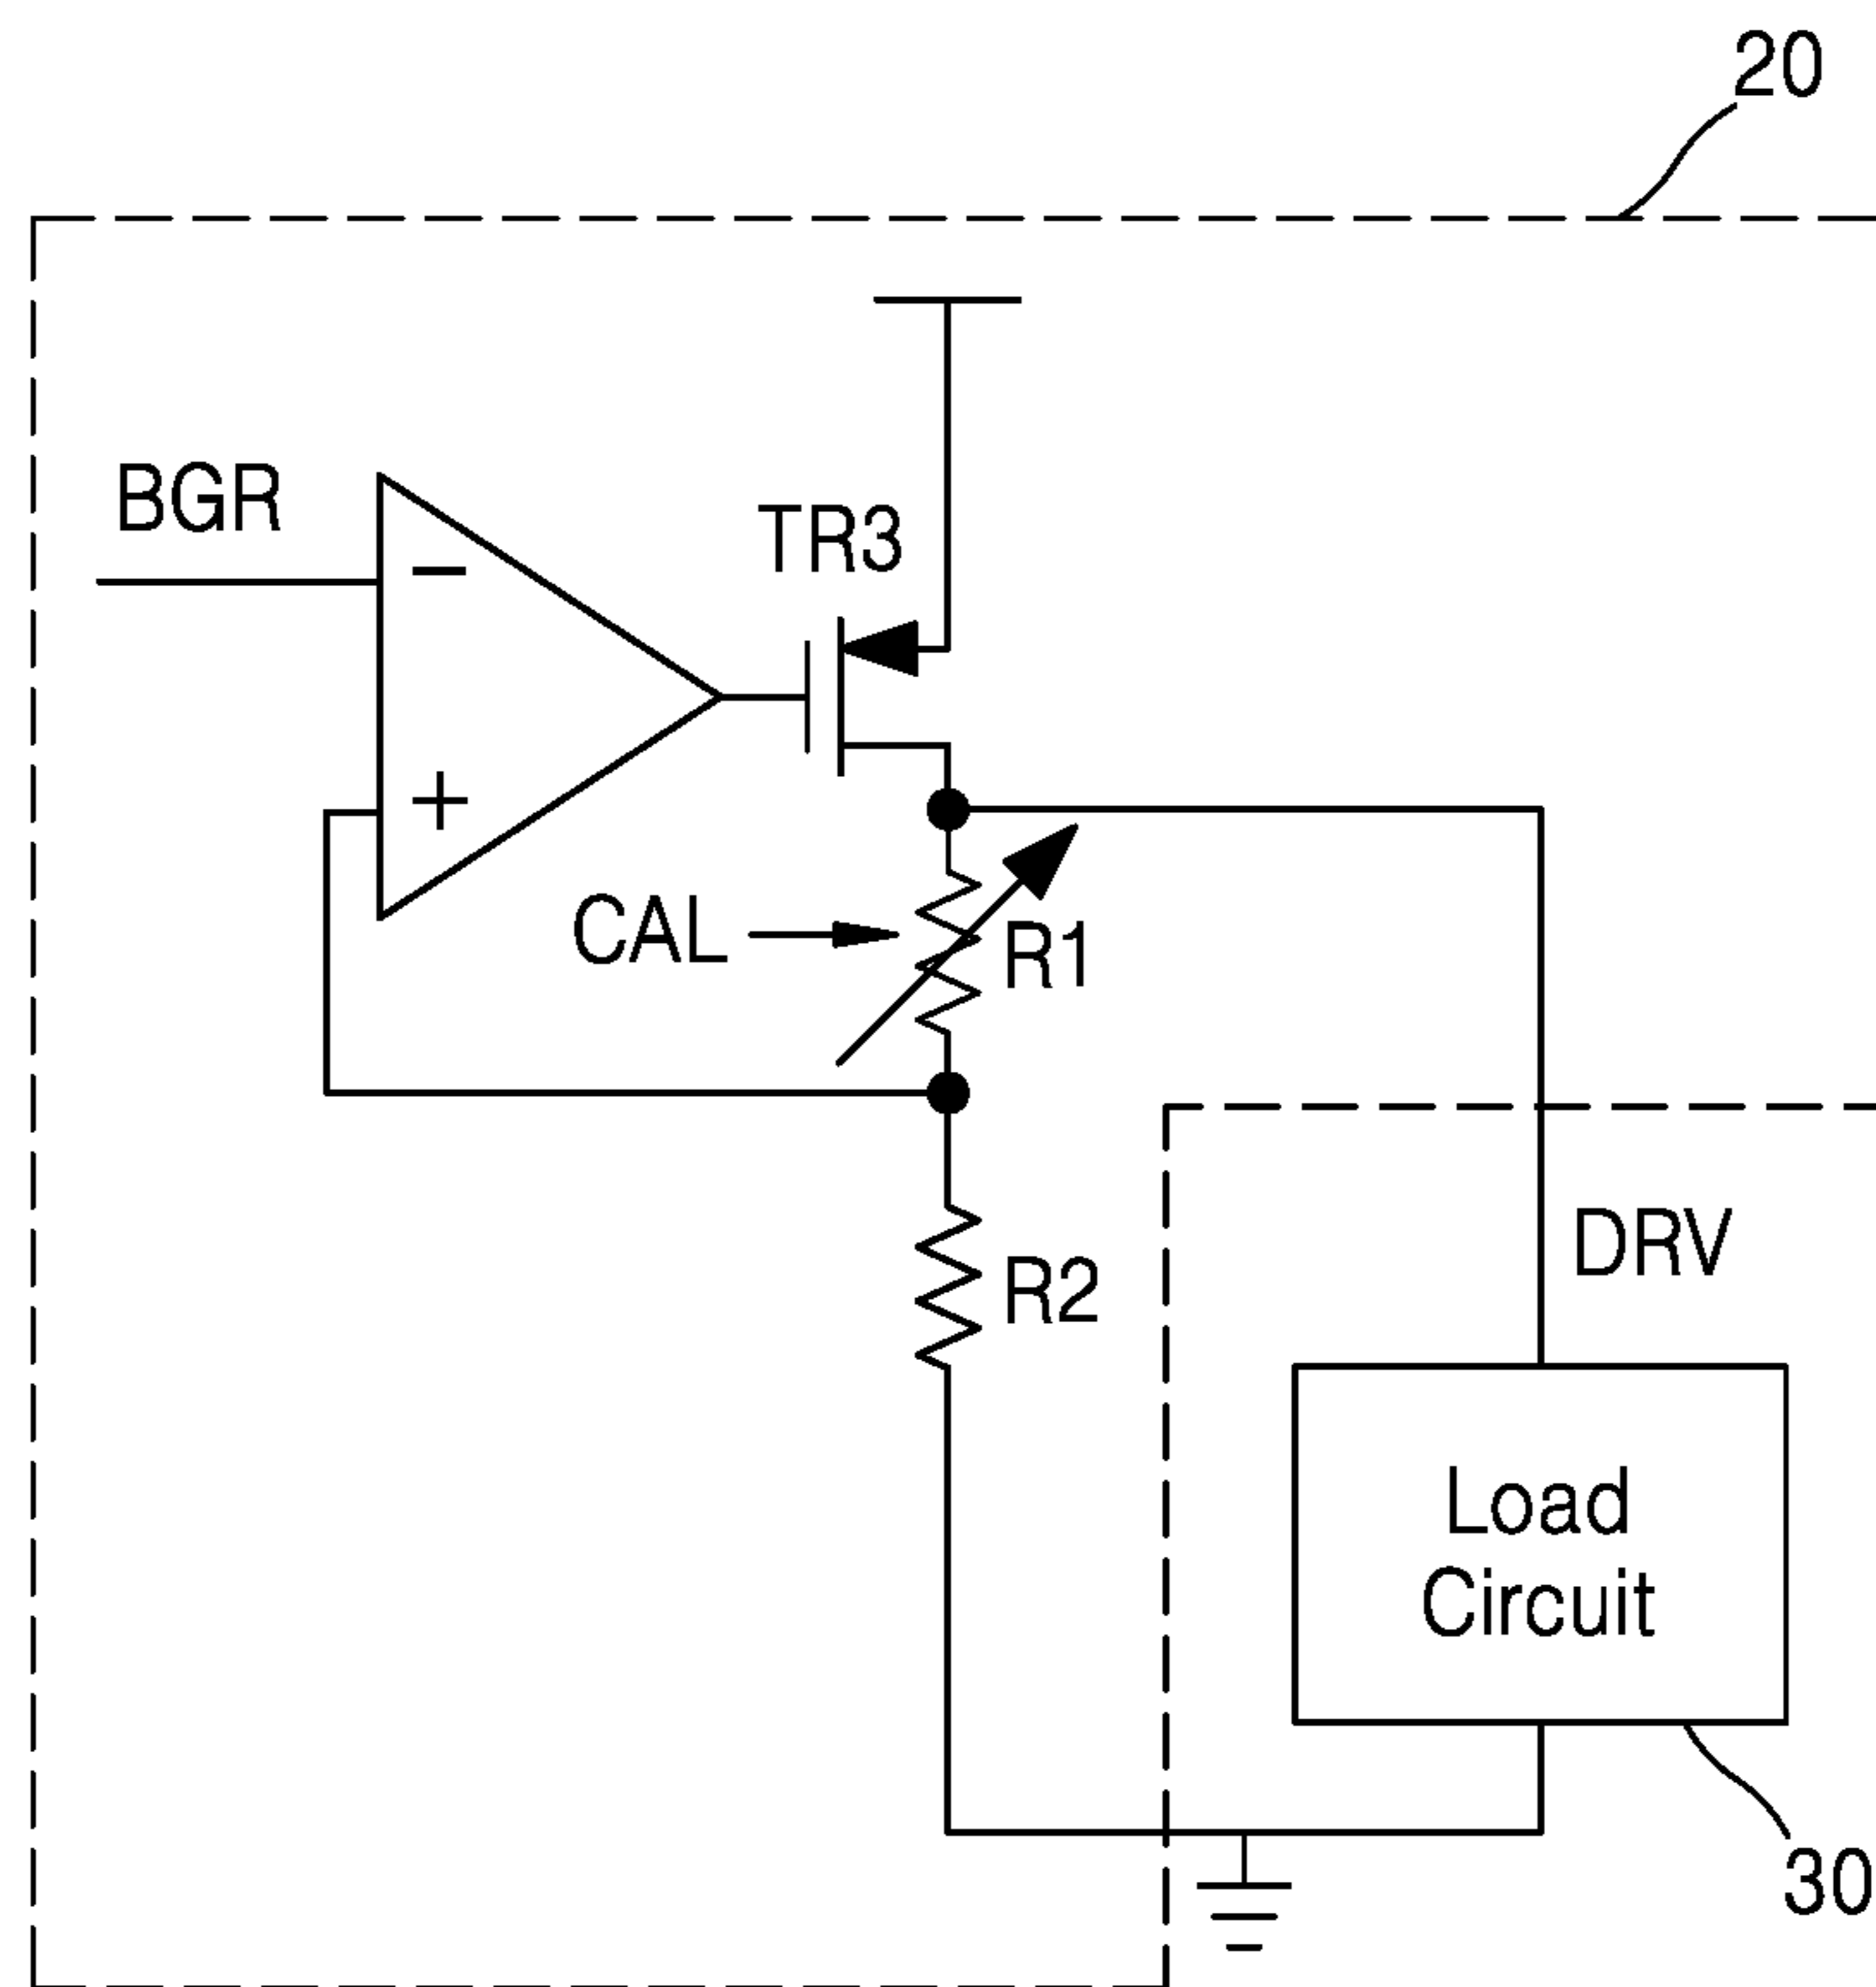 20
BGR
−
TR3
+
CAL
R1
R2
DRV
Load
Circuit
30